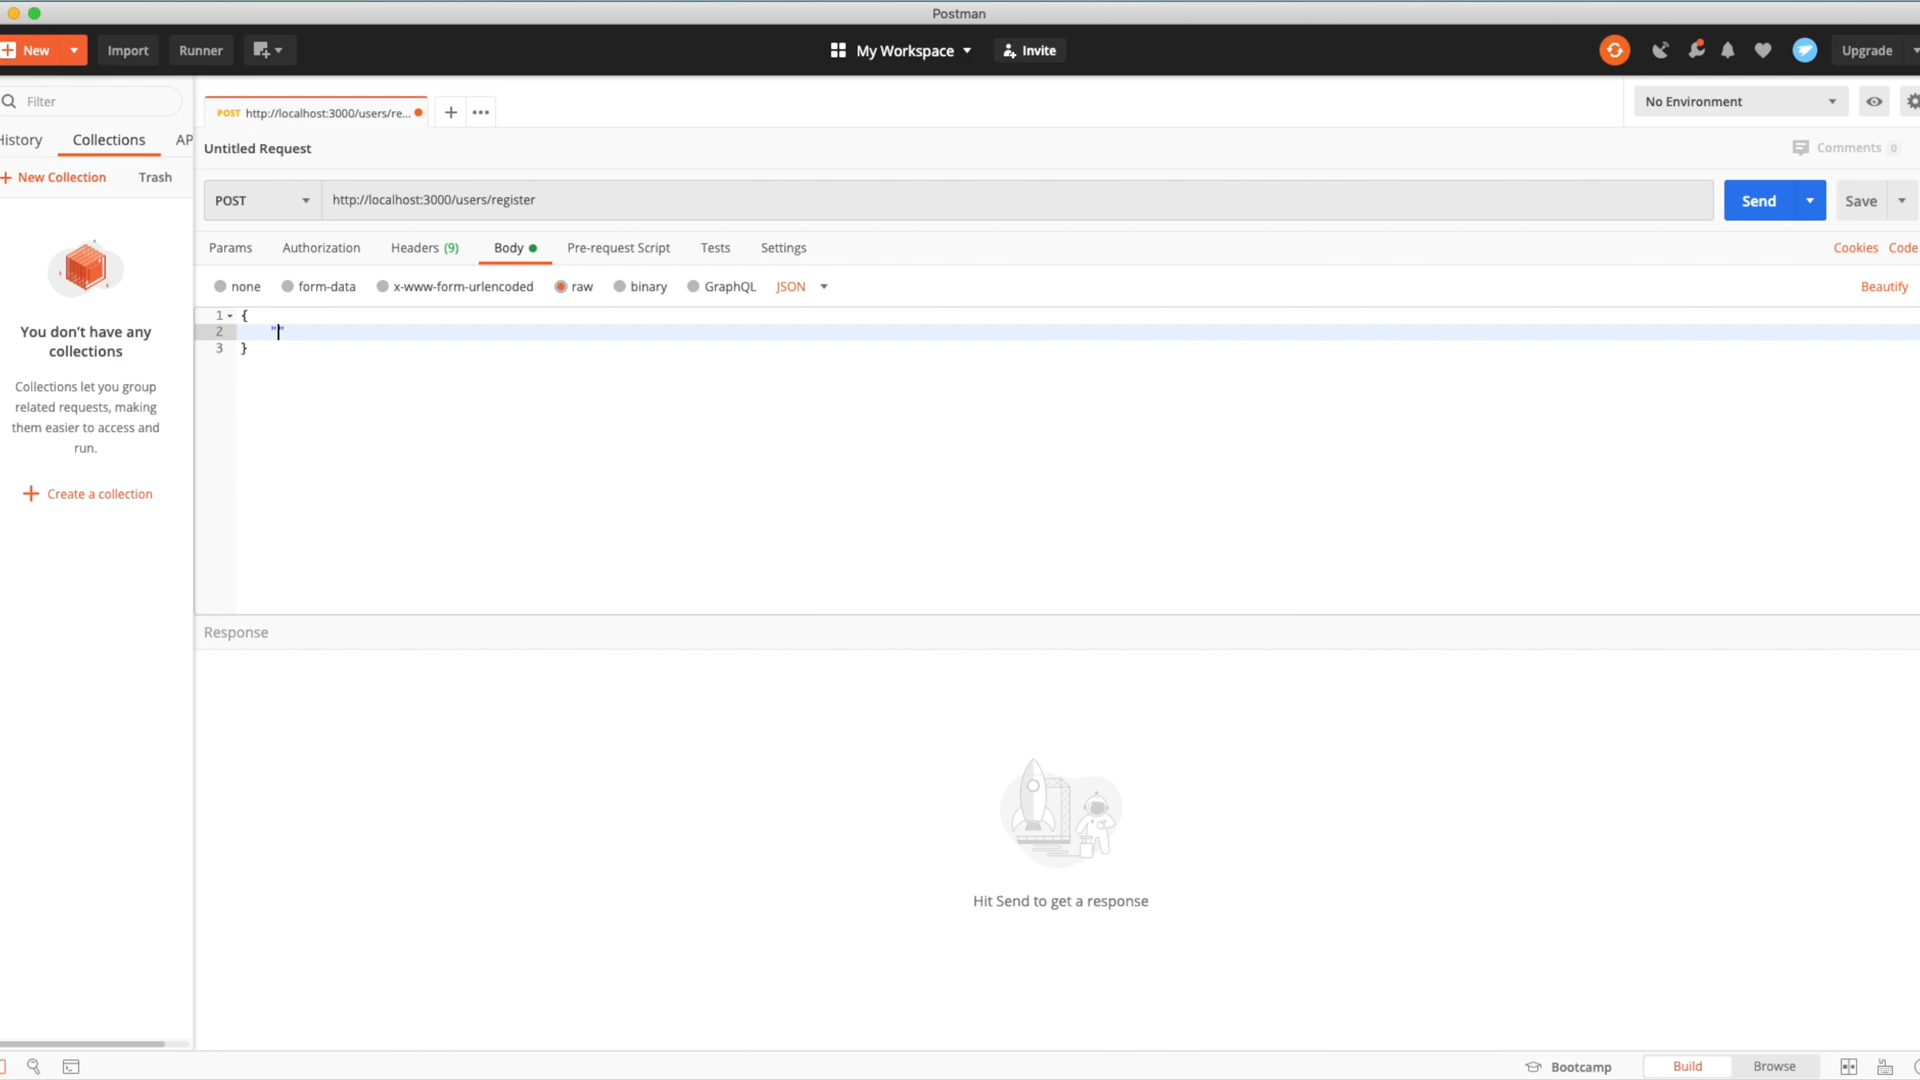 Postman
New
Import
Runner
My Workspace
Invite
Upgrade
Filter
History
Collections
AP
New Collection
Trash
You don't have any
collections
Collections let you group
related requests, making
them easier to access and
run.
Create a collection
POST http://localhost:3000/users/re...
No Environment
Untitled Request
Comments 0
POST
http://localhost:3000/users/register
Send
Save
Params
Authorization
Headers (9)
Body
Pre-request Script
Tests
Settings
Cookies
Code
none
form-data
x-www-form-urlencoded
raw
binary
GraphQL
JSON
Beautify
1 {
2 ""
3 }
Response
Hit Send to get a response
Bootcamp
Build
Browse